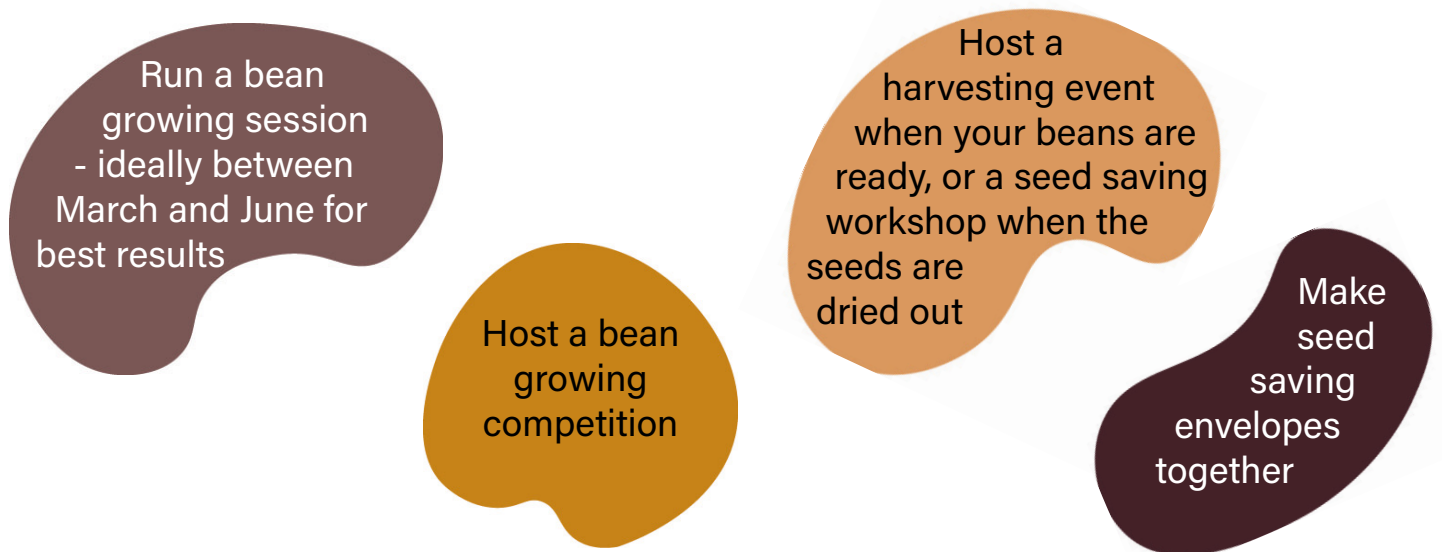 Run a bean
growing session
- ideally between
March and June for
best results
Host a bean
growing
competition
Host a
harvesting event
when your beans are
ready, or a seed saving
workshop when the
seeds are
dried out
Make
seed
saving
envelopes
together